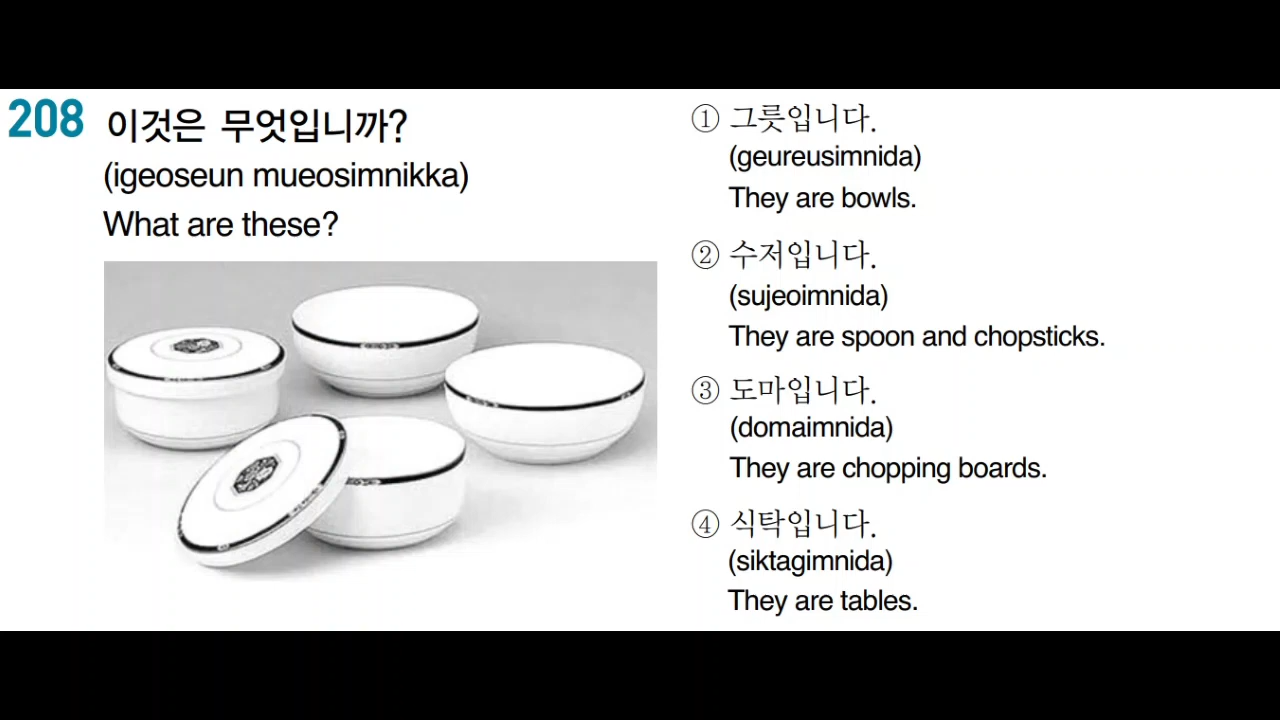 208 이것은 무엇입니까?
(igeoseun mueosimnikka)
What are these?
① 그릇입니다.
(geureusimnida)
They are bowls.
② 수저입니다.
(sujeoimnida)
They are spoon and chopsticks.
③ 도마입니다.
(domaimnida)
They are chopping boards.
④ 식탁입니다.
(siktagimnida)
They are tables.